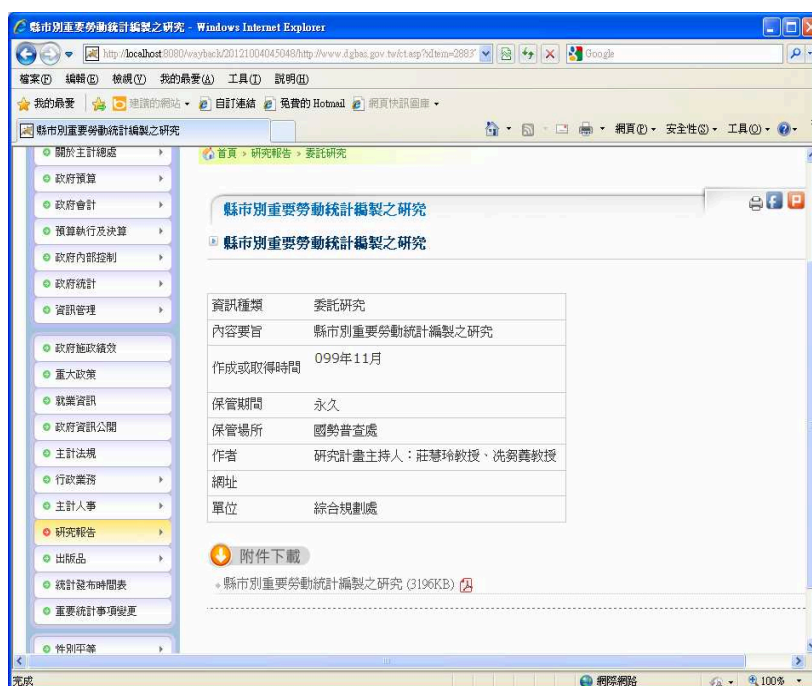 縣市別重要勞動統計編製之研究 - Windows Internet Explorer
http://localhost:8080/wayback/20121004045048/http://www.dgbas.gov.tw/ct.asp?xItem=2883
Google
檔案(F) 編輯(E) 檢視(V) 我的最愛(A) 工具(T) 說明(H)
我的最愛 建議的網站 自訂連結 免費的 Hotmail 網頁快訊圖庫
縣市別重要勞動統計編製之研究
網頁(P) 安全性(S) 工具(O)
關於主計總處
首頁 > 研究報告 > 委託研究
政府預算
政府會計
預算執行及決算
政府內部控制
政府統計
資訊管理
政府施政績效
重大政策
就業資訊
政府資訊公開
主計法規
行政業務
主計人事
研究報告
出版品
統計發布時間表
重要統計事項變更
性別平等
縣市別重要勞動統計編製之研究
縣市別重要勞動統計編製之研究
資訊種類 委託研究
內容要旨 縣市別重要勞動統計編製之研究
作成或取得時間 099年11月
保管期間 永久
保管場所 國勢普查處
作者 研究計畫主持人：莊慧玲教授、冼芻蕘教授
網址
單位 綜合規劃處
附件下載
縣市別重要勞動統計編製之研究 (3196KB)
完成
網際網路
100%